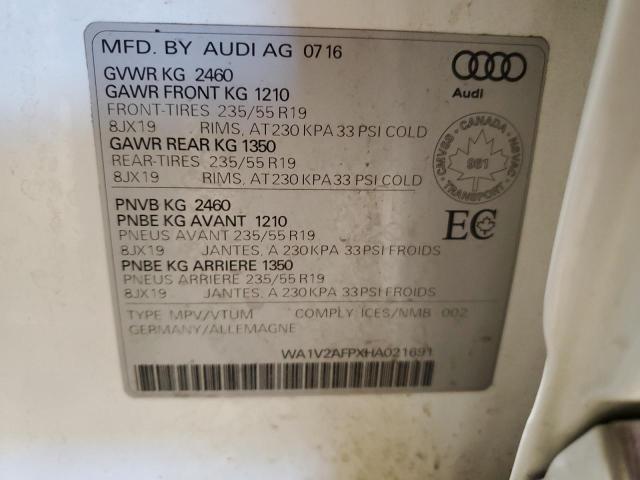 MFD. BY AUDI AG 07 16
GVWR KG 2460
GAWR FRONT KG 1210
FRONT-TIRES 235/55 R19
8JX19 RIMS, AT 230 KPA 33 PSI COLD
GAWR REAR KG 1350
REAR-TIRES 235/55 R19
8JX19 RIMS, AT 230 KPA 33 PSI COLD
Audi
CMVSS - CANADA - NSVAC
961
TRANSPORT
PNVB KG 2460
PNBE KG AVANT 1210
PNEUS AVANT 235/55 R19
8JX19 JANTES, A 230 KPA 33 PSI FROIDS
PNBE KG ARRIERE 1350
PNEUS ARRIERE 235/55 R19
8JX19 JANTES, A 230 KPA 33 PSI FROIDS
EC
TYPE MPV/VTUM COMPLY ICES/NMB 002
GERMANY/ALLEMAGNE
WA1V2AFPXHA021691